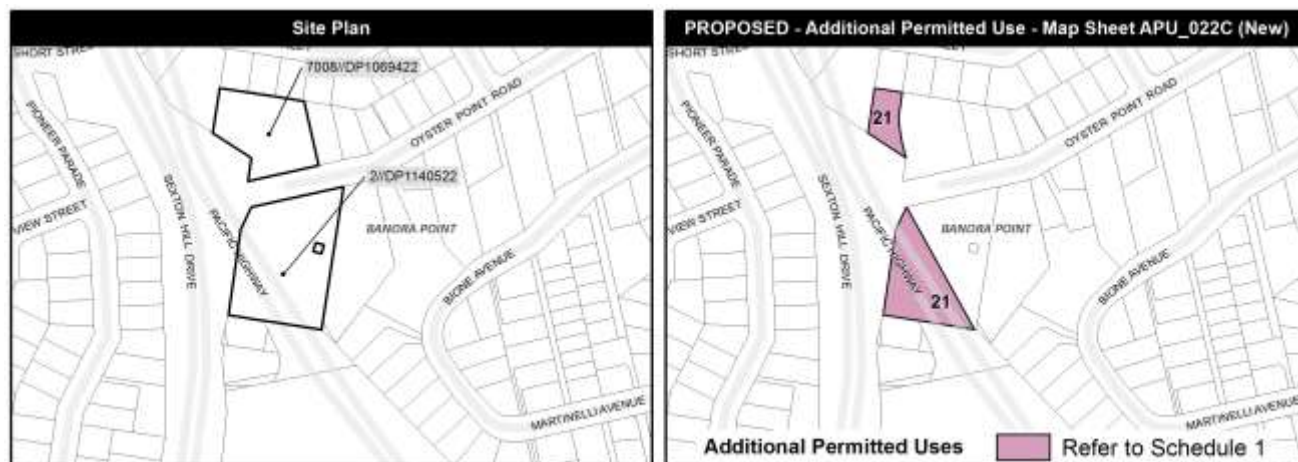 Site Plan
SHORT STREET
7008//DP1069422
PIONEER PARADE
OYSTER POINT ROAD
2//DP1140522
VIEW STREET
SEXTON HILL DRIVE
PACIFIC HIGHWAY
BANORA POINT
BIONE AVENUE
MARTINELLI AVENUE
PROPOSED - Additional Permitted Use - Map Sheet APU_022C (New)
SHORT STREET
21
PIONEER PARADE
OYSTER POINT ROAD
VIEW STREET
SEXTON HILL DRIVE
PACIFIC HIGHWAY
BANORA POINT
BIONE AVENUE
21
MARTINELLI AVENUE
Additional Permitted Uses
Refer to Schedule 1